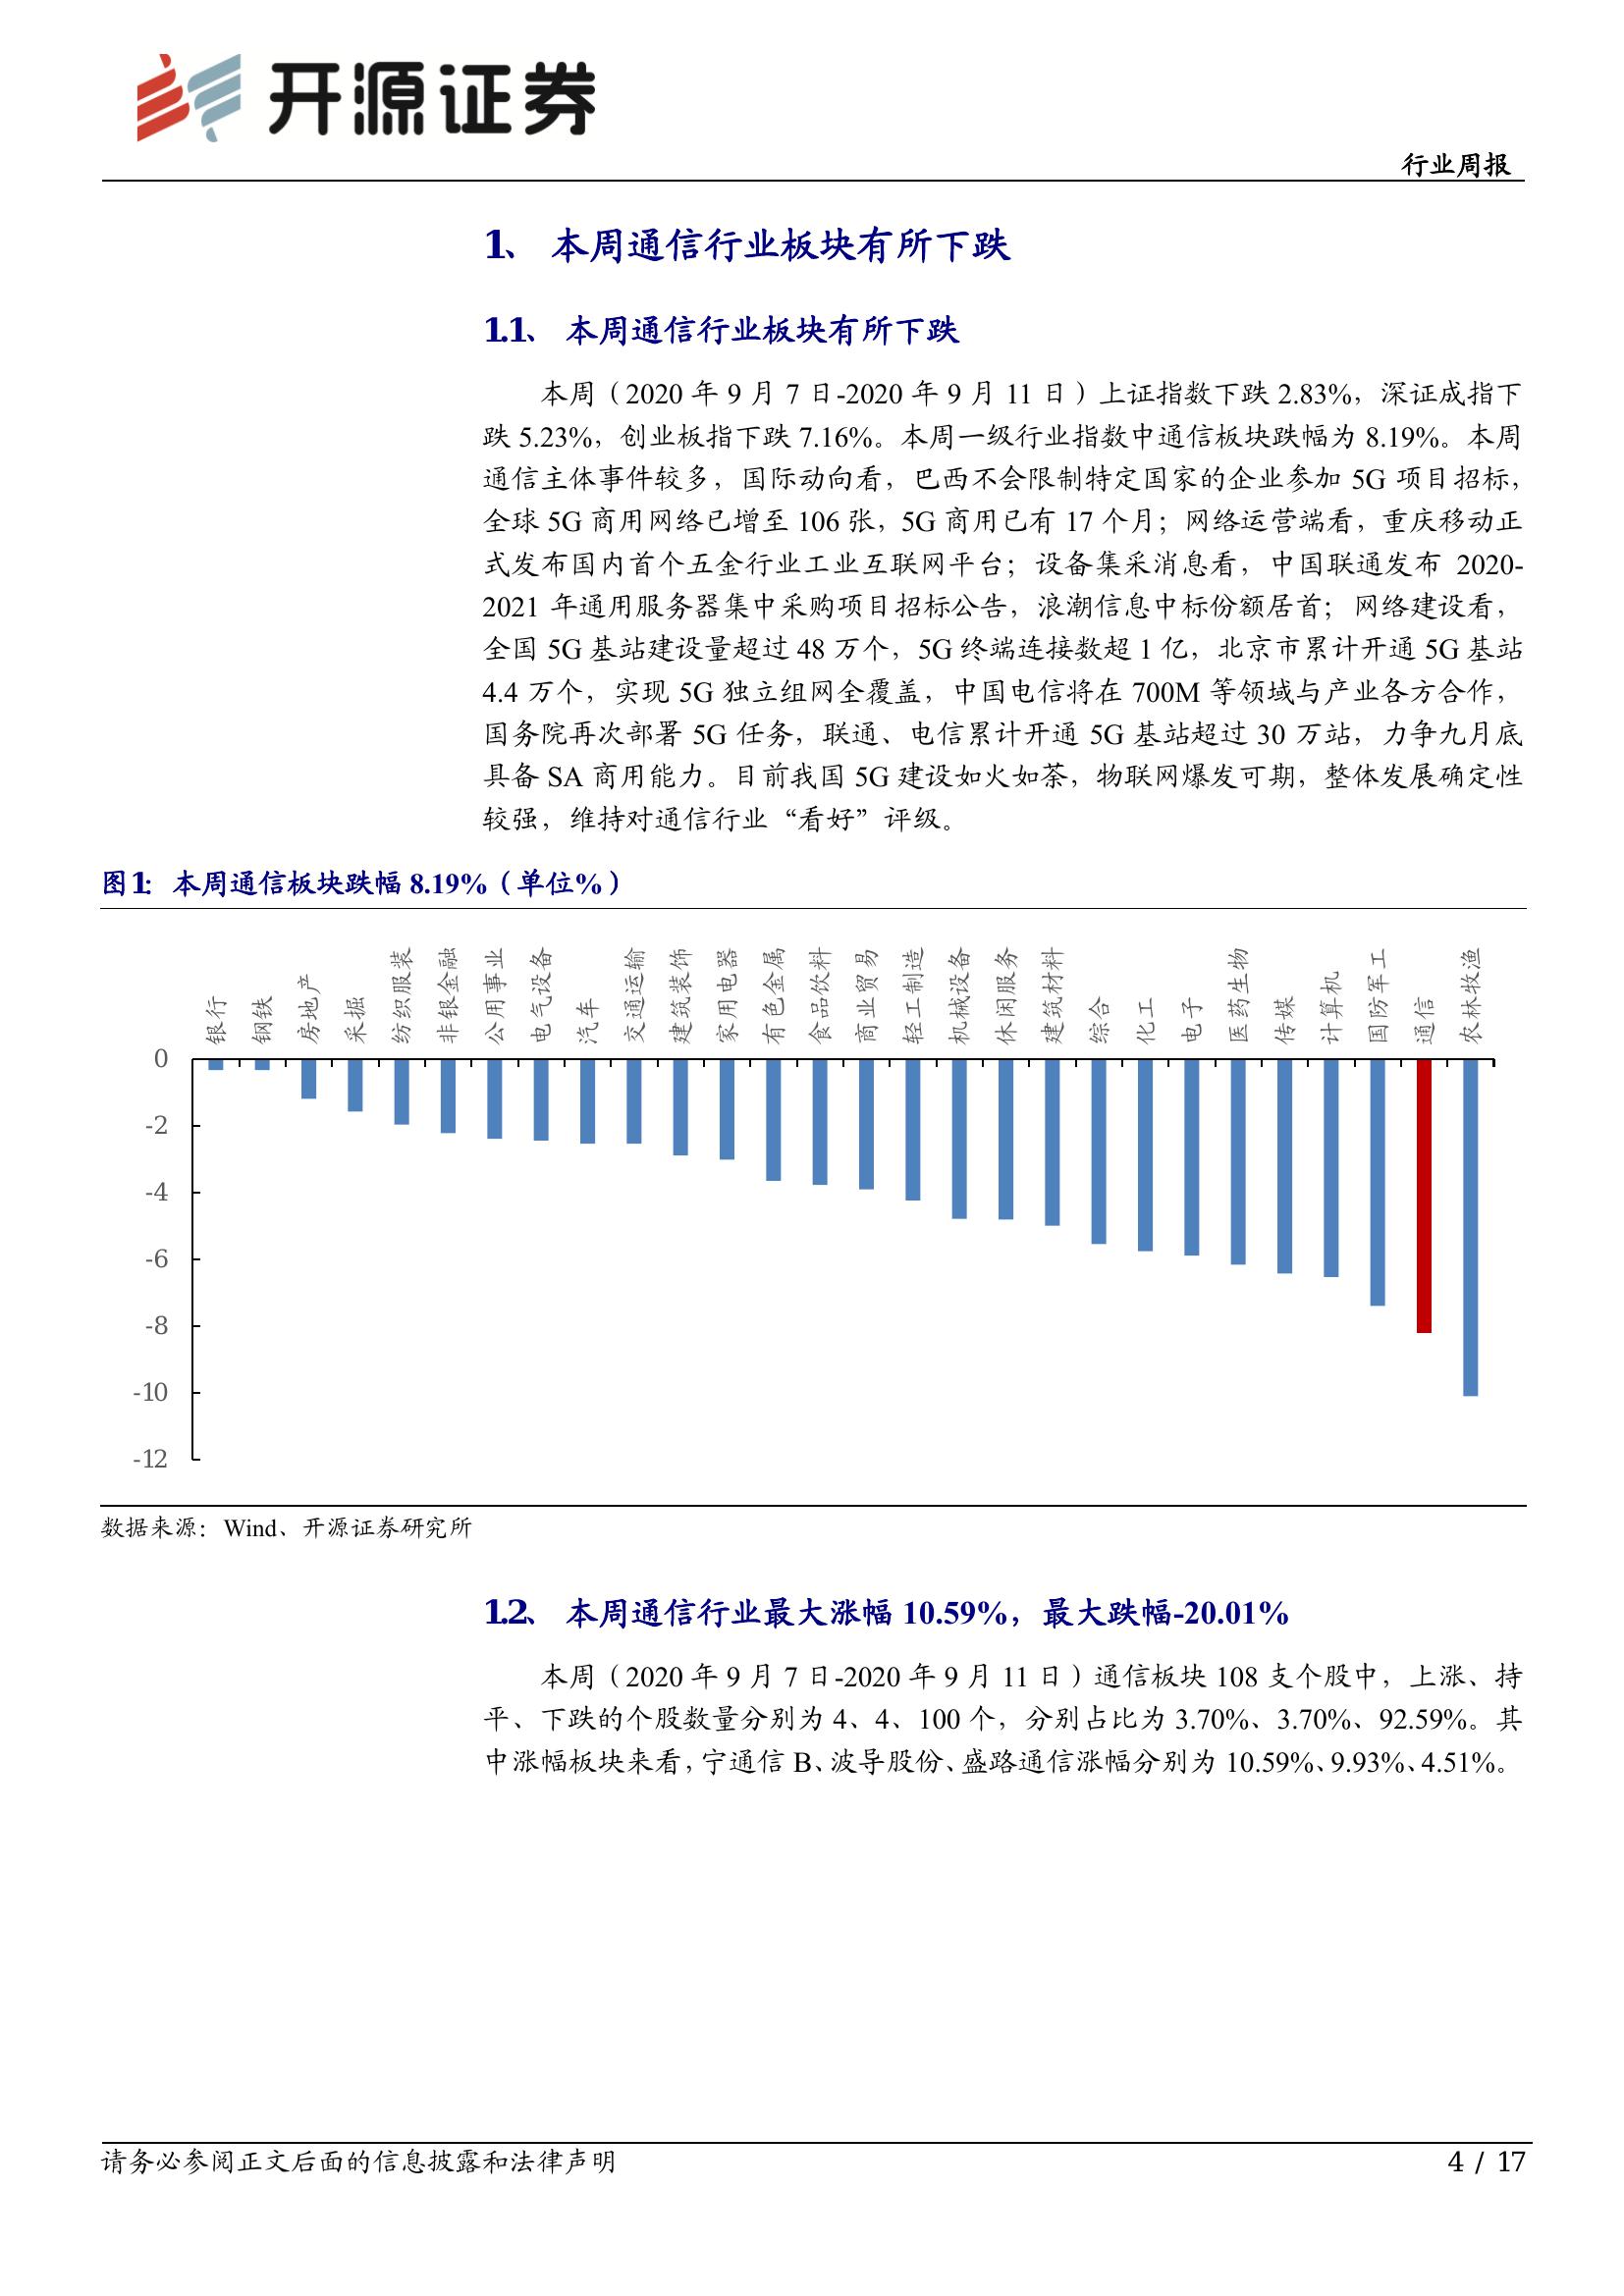 开源证券
行业周报
1、 本周通信行业板块有所下跌
1.1、 本周通信行业板块有所下跌
本周（2020 年 9 月 7 日-2020 年 9 月 11 日）上证指数下跌 2.83%，深证成指下
跌 5.23%，创业板指下跌 7.16%。本周一级行业指数中通信板块跌幅为 8.19%。本周
通信主体事件较多，国际动向看，巴西不会限制特定国家的企业参加 5G 项目招标，
全球 5G 商用网络已增至 106 张，5G 商用已有 17 个月；网络运营端看，重庆移动正
式发布国内首个五金行业工业互联网平台；设备集采消息看，中国联通发布 2020-
2021 年通用服务器集中采购项目招标公告，浪潮信息中标份额居首；网络建设看，
全国 5G 基站建设量超过 48 万个，5G 终端连接数超 1 亿，北京市累计开通 5G 基站
4.4 万个，实现 5G 独立组网全覆盖，中国电信将在 700M 等领域与产业各方合作，
国务院再次部署 5G 任务，联通、电信累计开通 5G 基站超过 30 万站，力争九月底
具备 SA 商用能力。目前我国 5G 建设如火如荼，物联网爆发可期，整体发展确定性
较强，维持对通信行业“看好”评级。
图1： 本周通信板块跌幅 8.19%（单位%）
银行
钢铁
房地产
采掘
纺织服装
非银金融
公用事业
电气设备
汽车
交通运输
建筑装饰
家用电器
有色金属
食品饮料
商业贸易
轻工制造
机械设备
休闲服务
建筑材料
综合
化工
电子
医药生物
传媒
计算机
国防军工
通信
农林牧渔
0
-2
-4
-6
-8
-10
-12
数据来源：Wind、开源证券研究所
1.2、 本周通信行业最大涨幅 10.59%，最大跌幅-20.01%
本周（2020 年 9 月 7 日-2020 年 9 月 11 日）通信板块 108 支个股中，上涨、持
平、下跌的个股数量分别为 4、4、100 个，分别占比为 3.70%、3.70%、92.59%。其
中涨幅板块来看，宁通信 B、波导股份、盛路通信涨幅分别为 10.59%、9.93%、4.51%。
请务必参阅正文后面的信息披露和法律声明
4 / 17